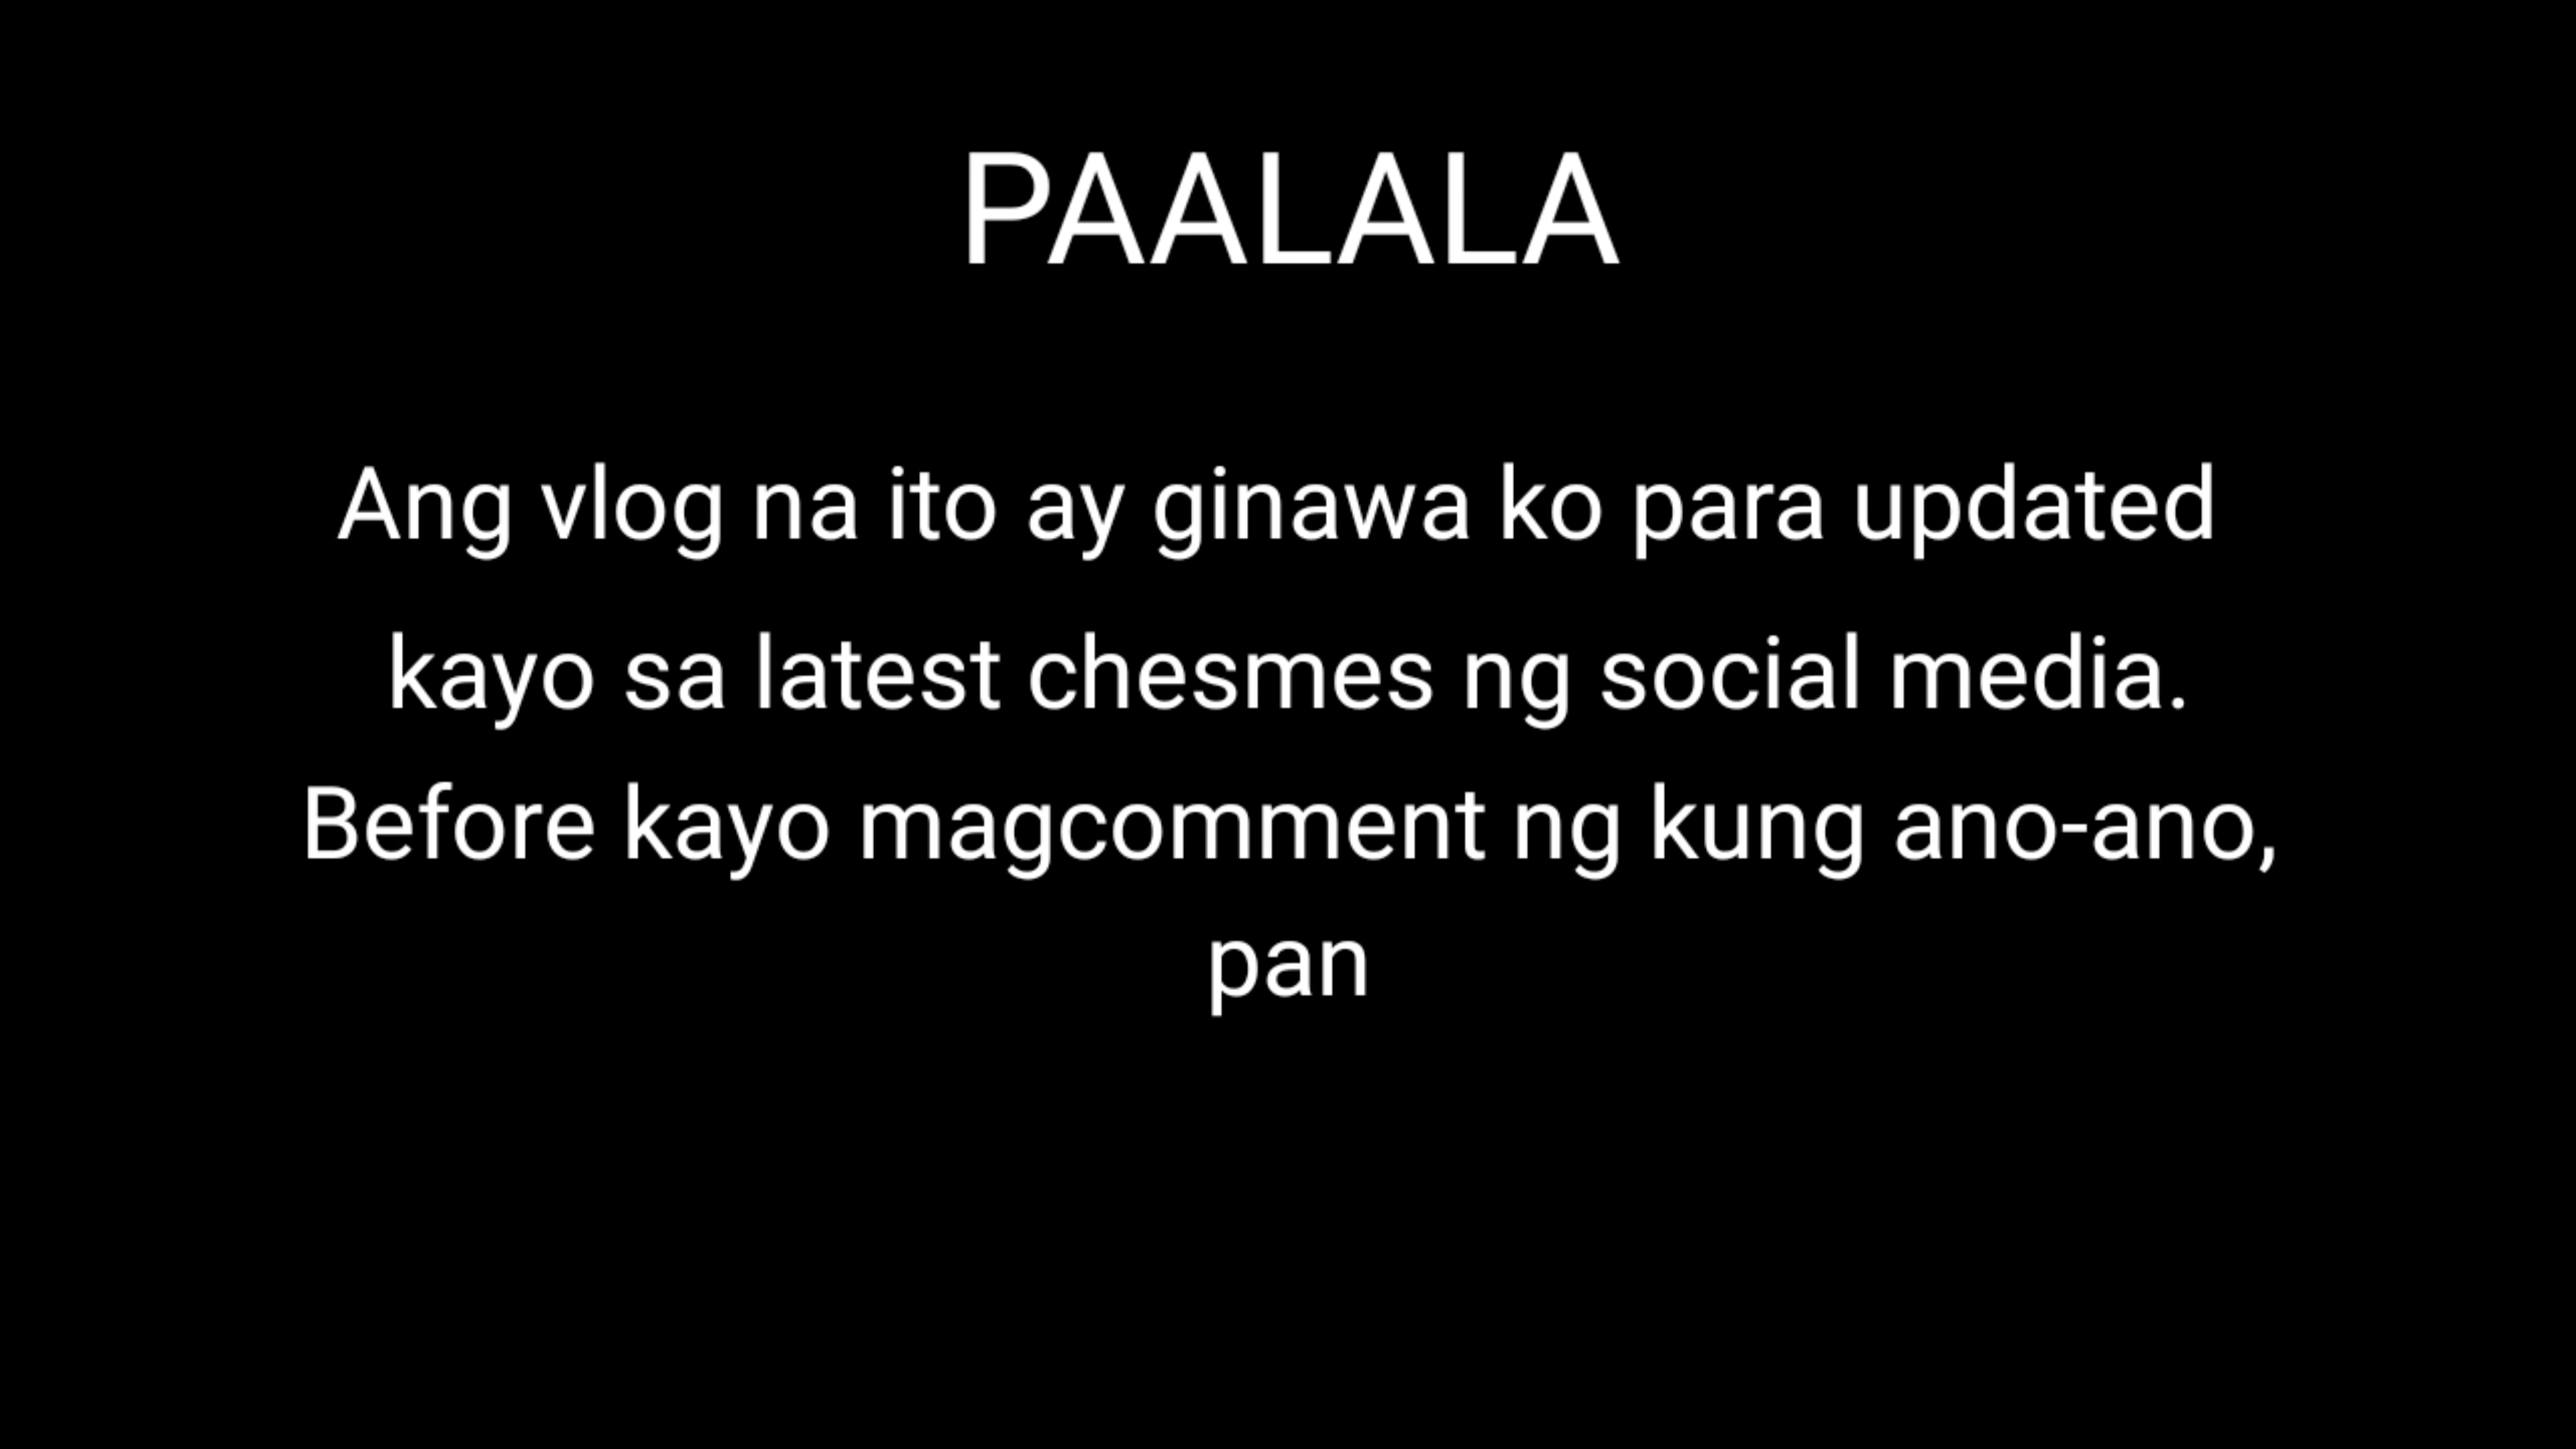 PAALALA
Ang vlog na ito ay ginawa ko para updated
kayo sa latest chesmes ng social media.
Before kayo magcomment ng kung ano-ano,
pan